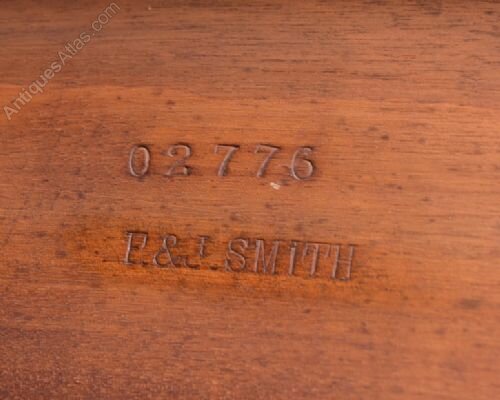 AntiquesAtlas.com
02776
F. & J. SMITH